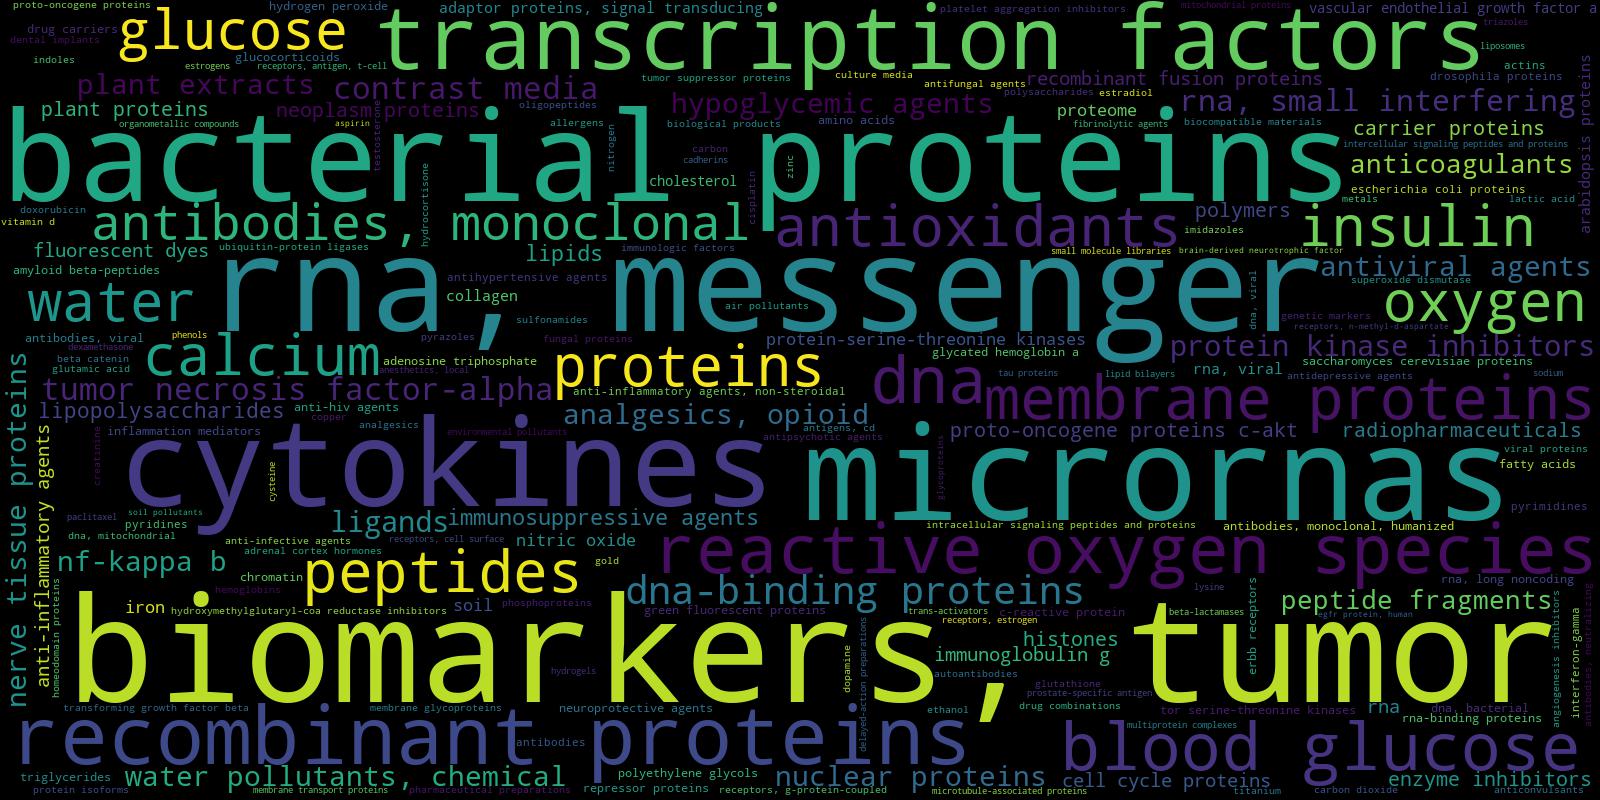 proto-oncogene proteins
hydrogen peroxide
adaptor proteins, signal transducing
platelet aggregation inhibitors
mitochondrial proteins
vascular endothelial growth factor a
drug carriers
dental implants
glucose
transcription factors
triazoles
liposomes
indoles
glucocorticoids
estrogens
receptors, antigen, t-cell
actins
plant extracts
contrast media
tumor suppressor proteins
culture media
antifungal agents
recombinant fusion proteins
drosophila proteins
plant proteins
neoplasm proteins
oligopeptides
hypoglycemic agents
polysaccharides
estradiol
proteome
rna, small interfering
arabidopsis proteins
organometallic compounds
aspirin
testosterone
allergens
nitrogen
biological products
amino acids
fibrinolytic agents
biocompatible materials
carrier proteins
bacterial proteins
carbon
cadherins
zinc
intercellular signaling peptides and proteins
anticoagulants
cholesterol
cisplatin
hydrocortisone
escherichia coli proteins
metals
lactic acid
doxorubicin
vitamin d
antibodies, monoclonal
antioxidants
polymers
imidazoles
insulin
fluorescent dyes
ubiquitin-protein ligases
lipids
immunologic factors
small molecule libraries
brain-derived neurotrophic factor
amyloid beta-peptides
rna, messenger
antihypertensive agents
collagen
air pollutants
dna, viral
antiviral agents
superoxide dismutase
water
sulfonamides
oxygen
genetic markers
receptors, n-methyl-d-aspartate
antibodies, viral
phenols
pyrazoles
fungal proteins
protein-serine-threonine kinases
protein kinase inhibitors
dexamethasone
beta catenin
glutamic acid
calcium
adenosine triphosphate
anesthetics, local
proteins
glycated hemoglobin a
saccharomyces cerevisiae proteins
tau proteins
lipid bilayers
rna, viral
antidepressive agents
sodium
tumor necrosis factor-alpha
anti-inflammatory agents, non-steroidal
dna
membrane proteins
nerve tissue proteins
lipopolysaccharides
anti-hiv agents
copper
analgesics
analgesics, opioid
antigens, cd
antipsychotic agents
proto-oncogene proteins c-akt
radiopharmaceuticals
inflammation mediators
environmental pollutants
anti-inflammatory agents
creatinine
cytokines
cysteine
micrornas
glycoproteins
viral proteins
fatty acids
paclitaxel
soil pollutants
pyridines
dna, mitochondrial
ligands
immunosuppressive agents
intracellular signaling peptides and proteins
antibodies, monoclonal, humanized
pyrimidines
anti-infective agents
receptors, cell surface
nitric oxide
reactive oxygen species
nf-kappa b
adrenal cortex hormones
chromatin
hemoglobins
peptides
gold
dna-binding proteins
lysine
rna, long noncoding
homeodomain proteins
iron
hydroxymethylglutaryl-coa reductase inhibitors
soil
phosphoproteins
green fluorescent proteins
trans-activators
c-reactive protein
receptors, estrogen
beta-lactamases
erbb receptors
peptide fragments
egfr protein, human
biomarkers, tumor
histones
immunoglobulin g
hydrogels
dopamine
delayed-action preparations
autoantibodies
glutathione
prostate-specific antigen
angiogenesis inhibitors
interferon-gamma
antibodies, neutralizing
transforming growth factor beta
membrane glycoproteins
neuroprotective agents
ethanol
drug combinations
tor serine-threonine kinases
rna
dna, bacterial
rna-binding proteins
recombinant proteins
antibodies
multiprotein complexes
blood glucose
triglycerides
water pollutants, chemical
polyethylene glycols
nuclear proteins
cell cycle proteins
enzyme inhibitors
protein isoforms
membrane transport proteins
pharmaceutical preparations
repressor proteins
receptors, g-protein-coupled
microtubule-associated proteins
titanium
carbon dioxide
anticonvulsants